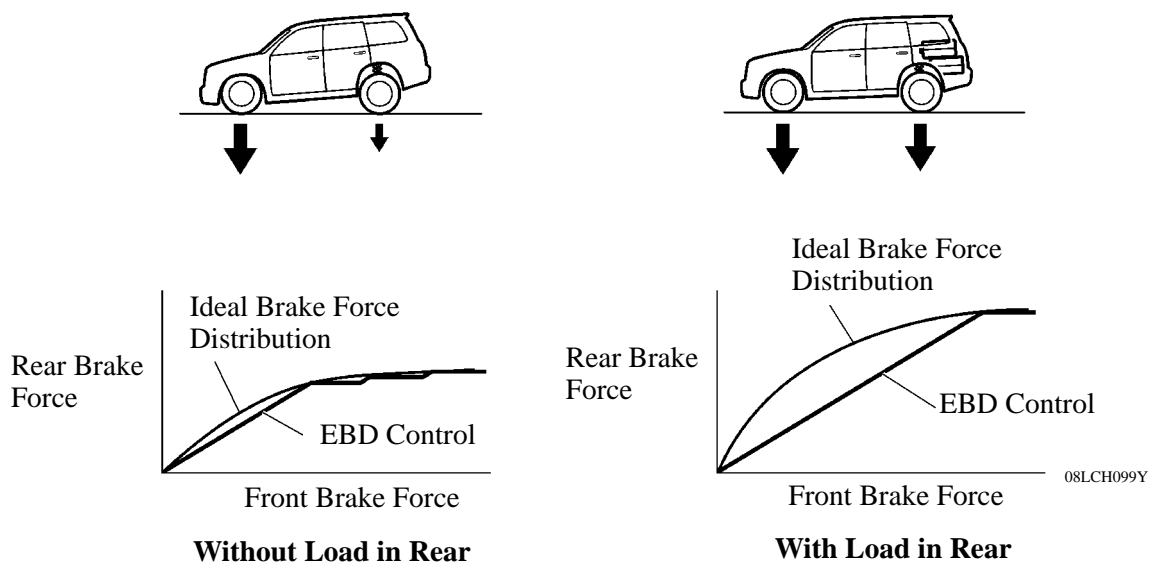 Ideal Brake Force
Distribution
Rear Brake
Force
EBD Control
Front Brake Force
Without Load in Rear
Ideal Brake Force
Distribution
Rear Brake
Force
EBD Control
08LCH099Y
Front Brake Force
With Load in Rear